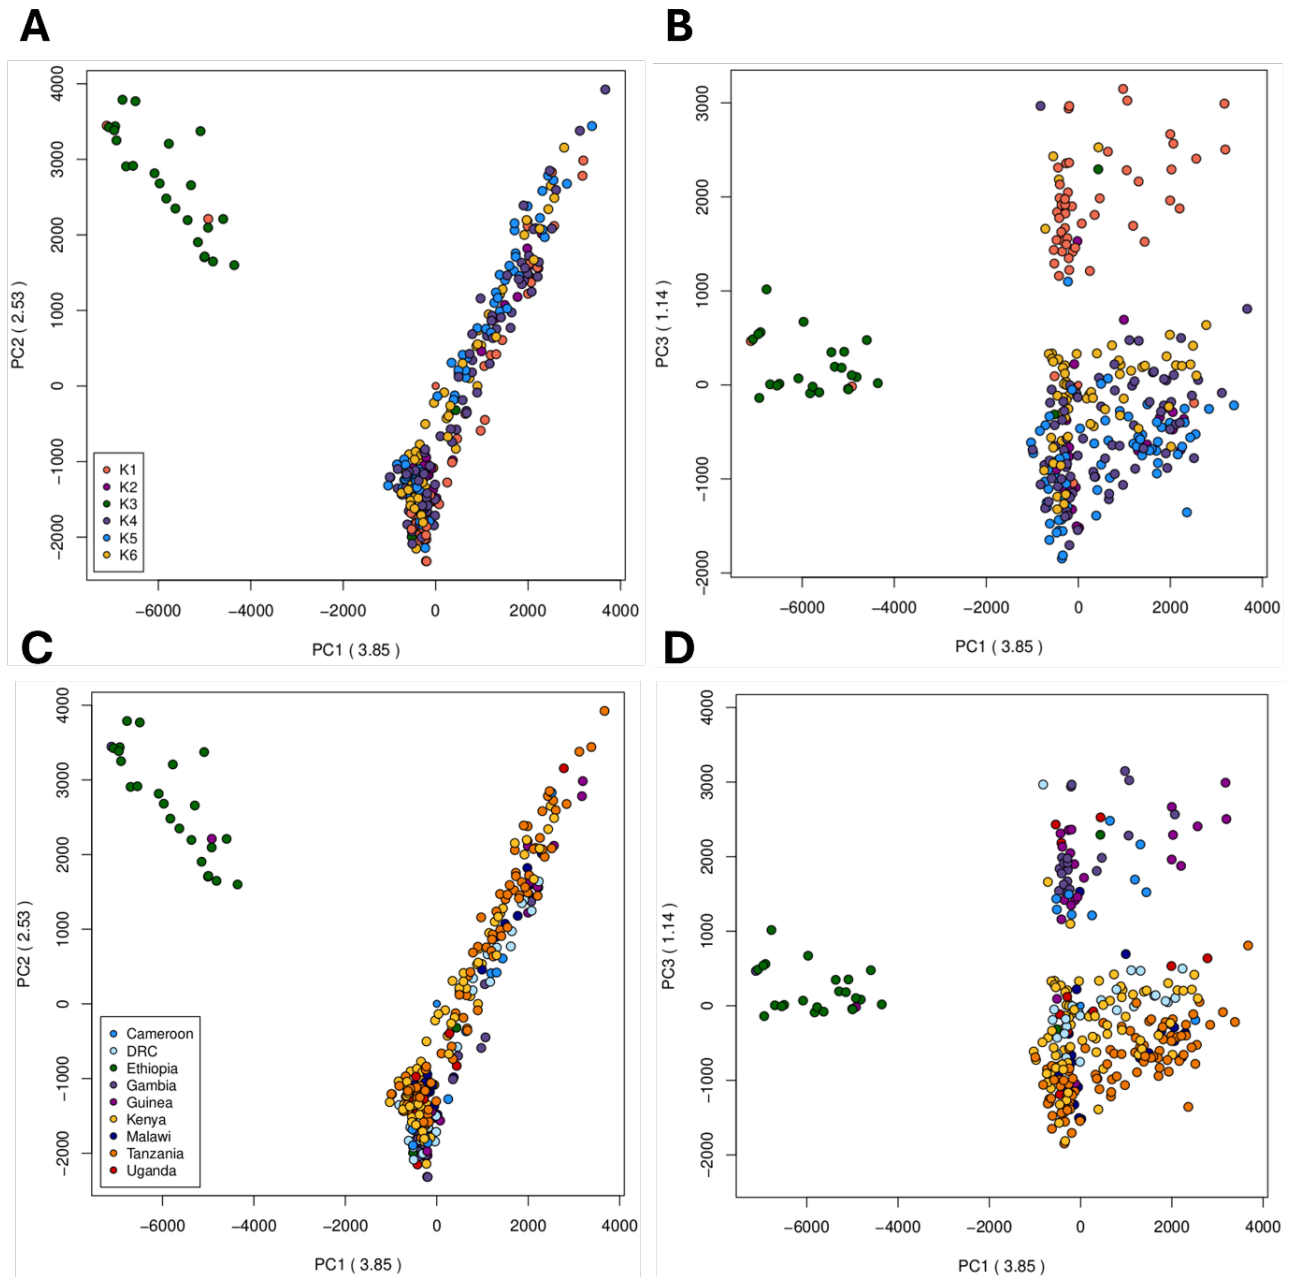 A
B
4000
3000
2000
1000
0
−1000
−2000
PC2 ( 2.53 )
K1
K2
K3
K4
K5
K6
−6000 −4000 −2000 0 2000 4000
PC1 ( 3.85 )
3000
2000
1000
0
−1000
−2000
PC3 ( 1.14 )
−6000 −4000 −2000 0 2000 4000
PC1 ( 3.85 )
C
D
4000
3000
2000
1000
0
−1000
−2000
PC2 ( 2.53 )
Cameroon
DRC
Ethiopia
Gambia
Guinea
Kenya
Malawi
Tanzania
Uganda
−6000 −4000 −2000 0 2000 4000
PC1 ( 3.85 )
4000
3000
2000
1000
0
−1000
−2000
PC3 ( 1.14 )
−6000 −4000 −2000 0 2000 4000
PC1 ( 3.85 )